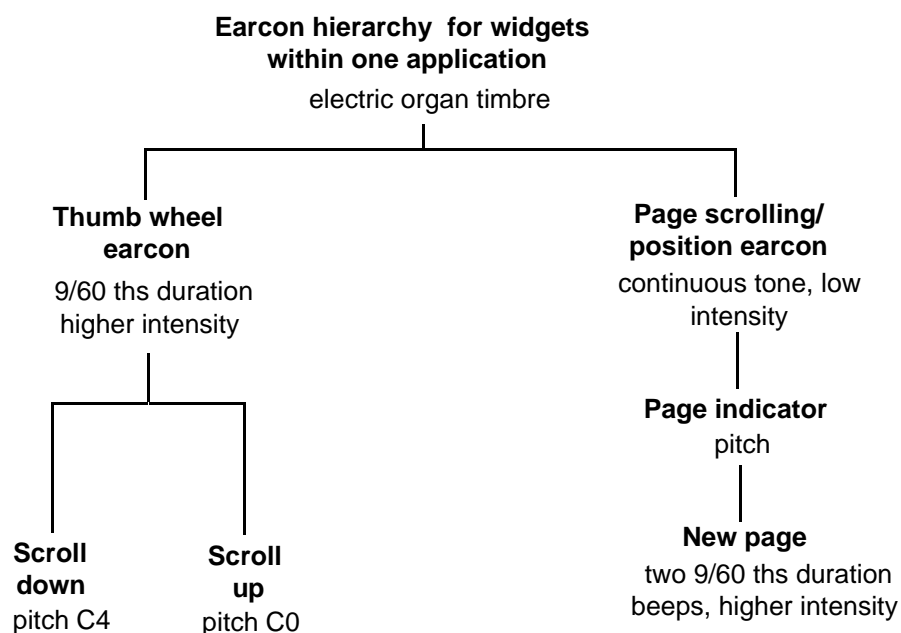 Earcon hierarchy for widgets
within one application
electric organ timbre
Thumb wheel
earcon
9/60 ths duration
higher intensity
Scroll
down
pitch C4
Scroll
up
pitch C0
Page scrolling/
position earcon
continuous tone, low
intensity
Page indicator
pitch
New page
two 9/60 ths duration
beeps, higher intensity